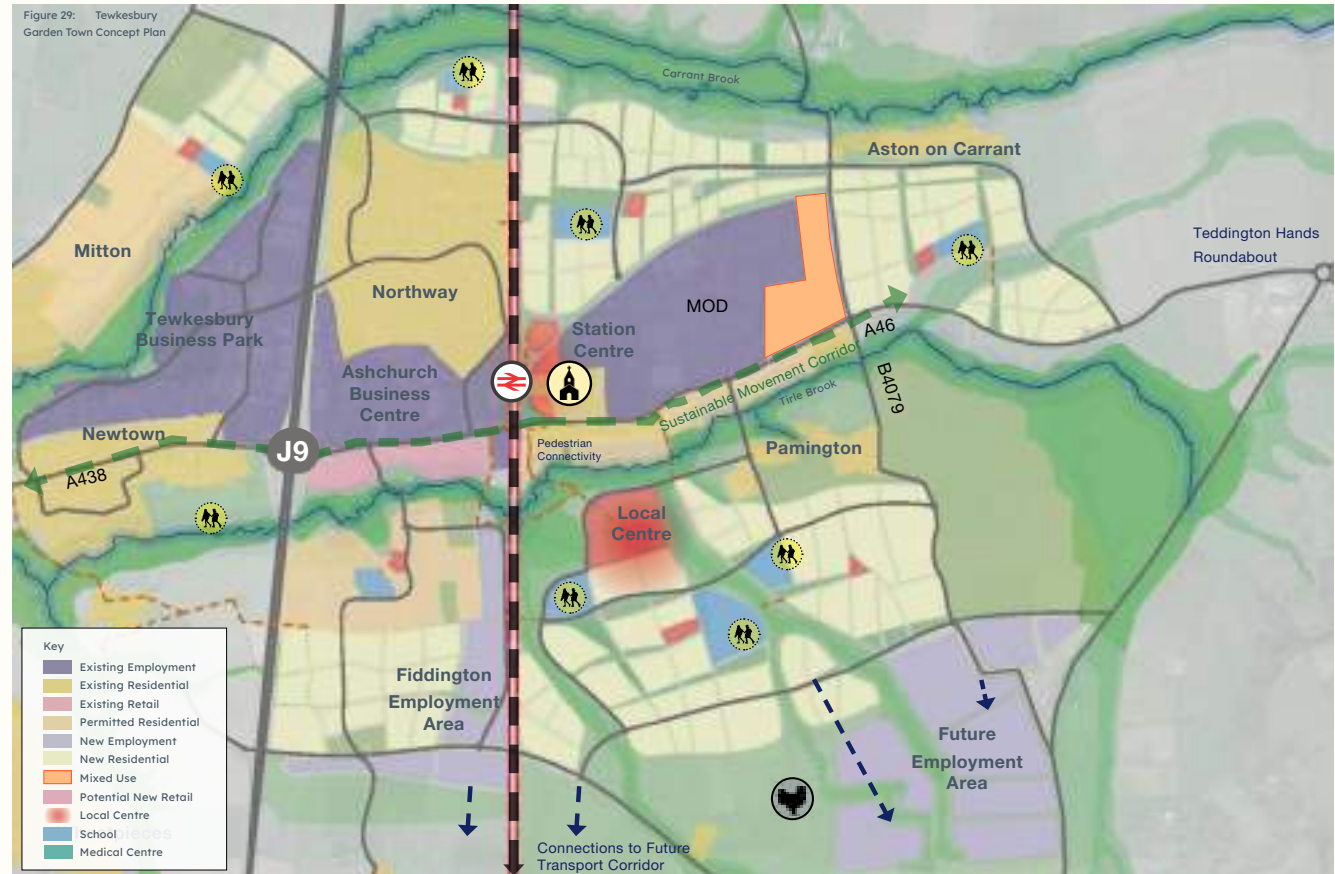 Figure 29: Tewkesbury
Garden Town Concept Plan
Carrant Brook
Aston on Carrant
Teddington Hands
Roundabout
Mitton
Northway
MOD
Tewkesbury
Business Park
Station
Centre
A46
Ashchurch
Business
Centre
Sustainable Movement Corridor
Tirle Brook
B4079
Newtown
J9
Pedestrian
Connectivity
Pamington
A438
Local
Centre
Fiddington
Employment
Area
Future
Employment
Area
Connections to Future
Transport Corridor
Key
Existing Employment
Existing Residential
Existing Retail
Permitted Residential
New Employment
New Residential
Mixed Use
Potential New Retail
Local Centre
School
Medical Centre